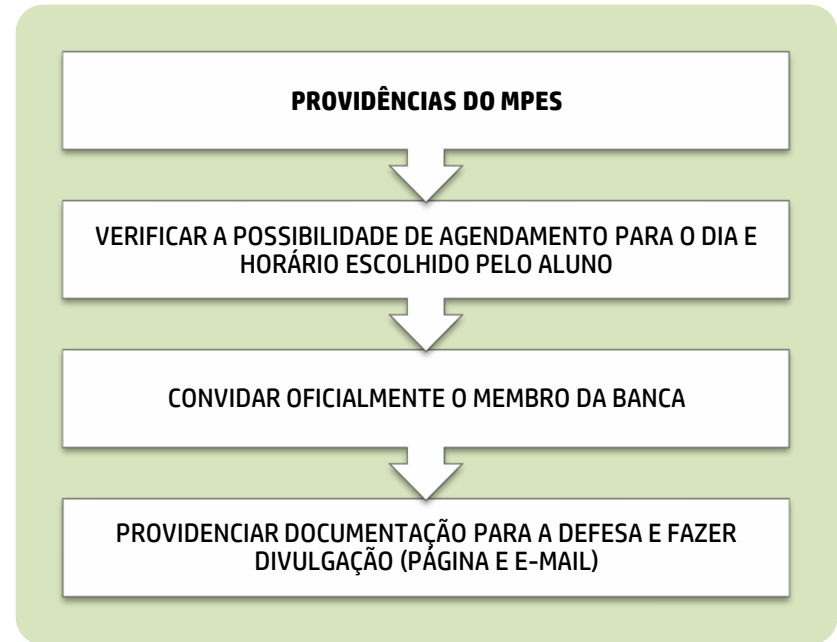 PROVIDÊNCIAS DO MPES
VERIFICAR A POSSIBILIDADE DE AGENDAMENTO PARA O DIA E
HORÁRIO ESCOLHIDO PELO ALUNO
CONVIDAR OFICIALMENTE O MEMBRO DA BANCA
PROVIDENCIAR DOCUMENTAÇÃO PARA A DEFESA E FAZER
DIVULGAÇÃO (PÁGINA E E-MAIL)